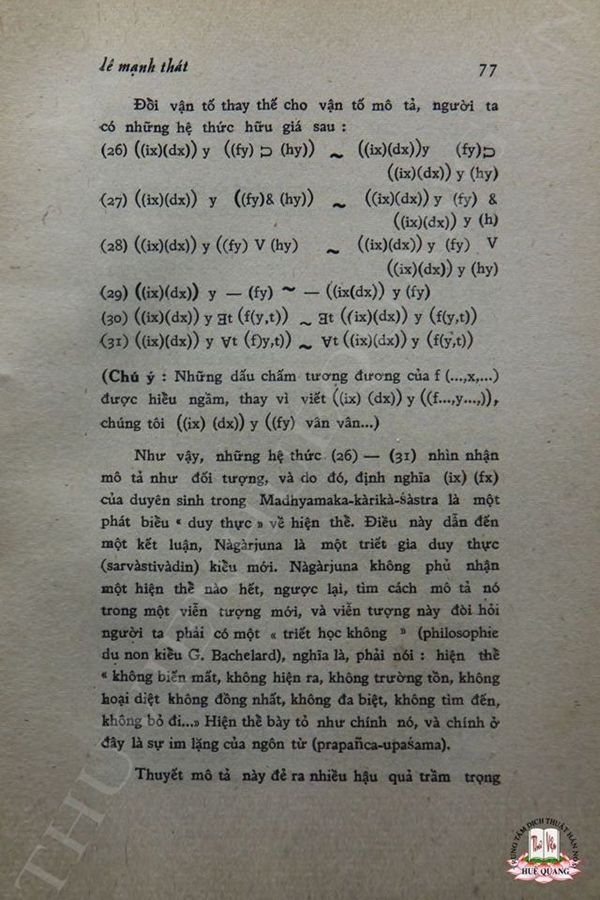 lê mạnh thát 77
Đồi vận tố thay thế cho vận tố mô tả, người ta
có những hệ thức hữu giá sau :
(26) ((ix)(dx)) y ((fy) ⊐ (hy)) ~ ((ix)(dx))y (fy)⊐
((ix)(dx)) y (hy)
(27) ((ix)(dx)) y ((fy)& (hy)) ~ ((ix)(dx)) y (fy) &
((ix)(dx)) y (h)
(28) ((ix)(dx)) y ((fy) V (hy) ~ ((ix)(dx)) y (fy) V
((ix)(dx)) y (hy)
(29) ((ix)(dx)) y — (fy) ~ — ((ix(dx)) y (fy)
(30) ((ix)(dx)) y ∃t (f(y,t)) ~ ∃t ((ix)(dx)) y (f(y,t))
(31) ((ix)(dx)) y ∀t (f)y,t)) ~ ∀t ((ix)(dx)) y (f(y,t))
(Chú ý : Những dấu chấm tương đương của f (...,x,...)
được hiểu ngầm, thay vì viết ((ix) (dx)) y ((f...,y...,)),
chúng tôi ((ix) (dx)) y ((fy) vân vân...)
Như vậy, những hệ thức (26) — (31) nhìn nhận
mô tả như đối tượng, và do đó, định nghĩa (ix) (fx)
của duyên sinh trong Madhyamaka-kàrikà-śàstra là một
phát biểu « duy thực » về hiện thể. Điều này dẫn đến
một kết luận, Nàgàrjuna là một triết gia duy thực
(sarvàstivàdin) kiểu mới. Nàgàrjuna không phủ nhận
một hiện thể nào hết, ngược lại, tìm cách mô tả nó
trong một viễn tượng mới, và viễn tượng này đòi hỏi
người ta phải có một « triết học không » (philosophie
du non kiểu G. Bachelard), nghĩa là, phải nói : hiện thể
« không biến mất, không hiện ra, không trường tồn, không
hoại diệt không đồng nhất, không đa biệt, không tìm đến,
không bỏ đi...» Hiện thể bày tỏ như chính nó, và chính ở
đây là sự im lặng của ngôn từ (prapañca-upaśama).
Thuyết mô tả này đẻ ra nhiều hậu quả trầm trọng
TRUNG TÂM DỊCH THUẬT HÁN NÔM
HUỆ QUANG